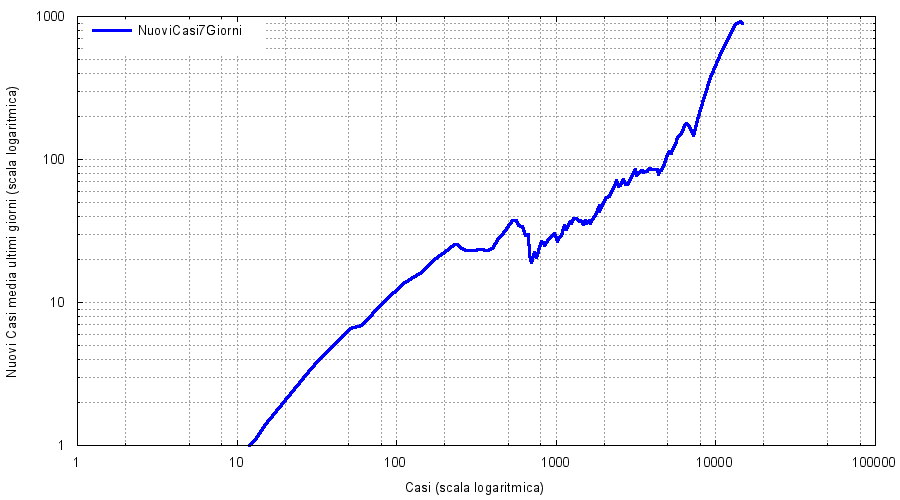 NuoviCasi7Giorni
Nuovi Casi media ultimi giorni (scala logaritmica)
1000
100
10
1
1 10 100 1000 10000 100000
Casi (scala logaritmica)